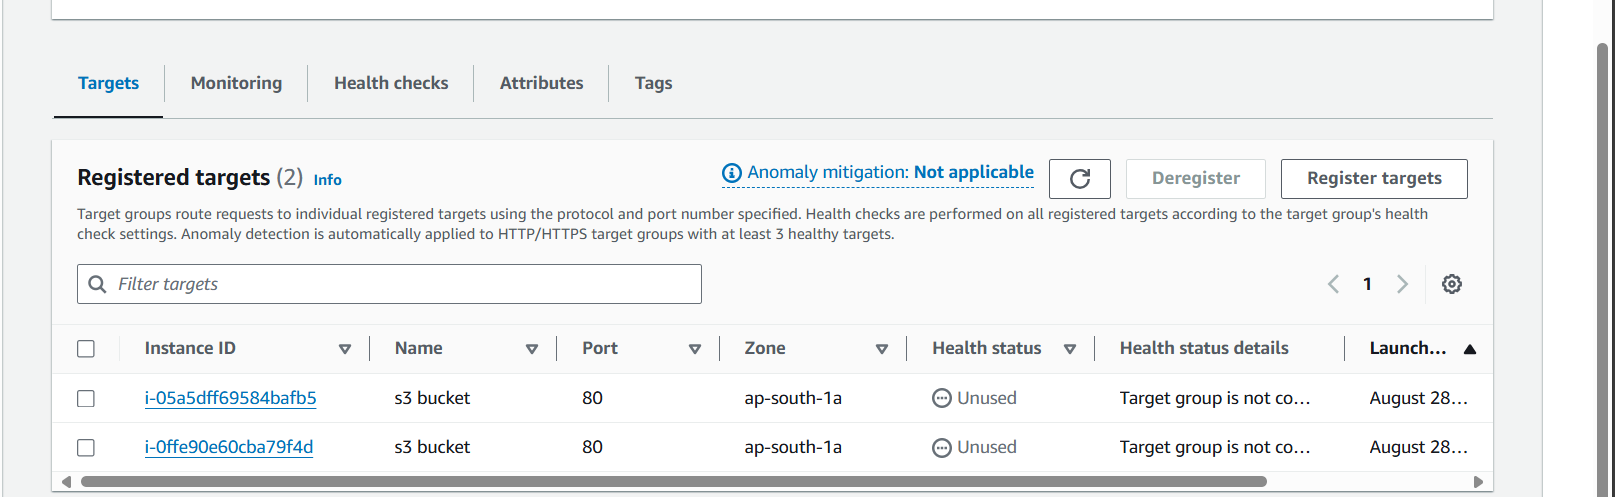 Targets Monitoring Health checks Attributes Tags
Registered targets (2) Info
Anomaly mitigation: Not applicable
Deregister
Register targets
Target groups route requests to individual registered targets using the protocol and port number specified. Health checks are performed on all registered targets according to the target group's health
check settings. Anomaly detection is automatically applied to HTTP/HTTPS target groups with at least 3 healthy targets.
Filter targets
1
Instance ID Name Port Zone Health status Health status details Launch...
i-05a5dff69584bafb5 s3 bucket 80 ap-south-1a Unused Target group is not co... August 28...
i-0ffe90e60cba79f4d s3 bucket 80 ap-south-1a Unused Target group is not co... August 28...